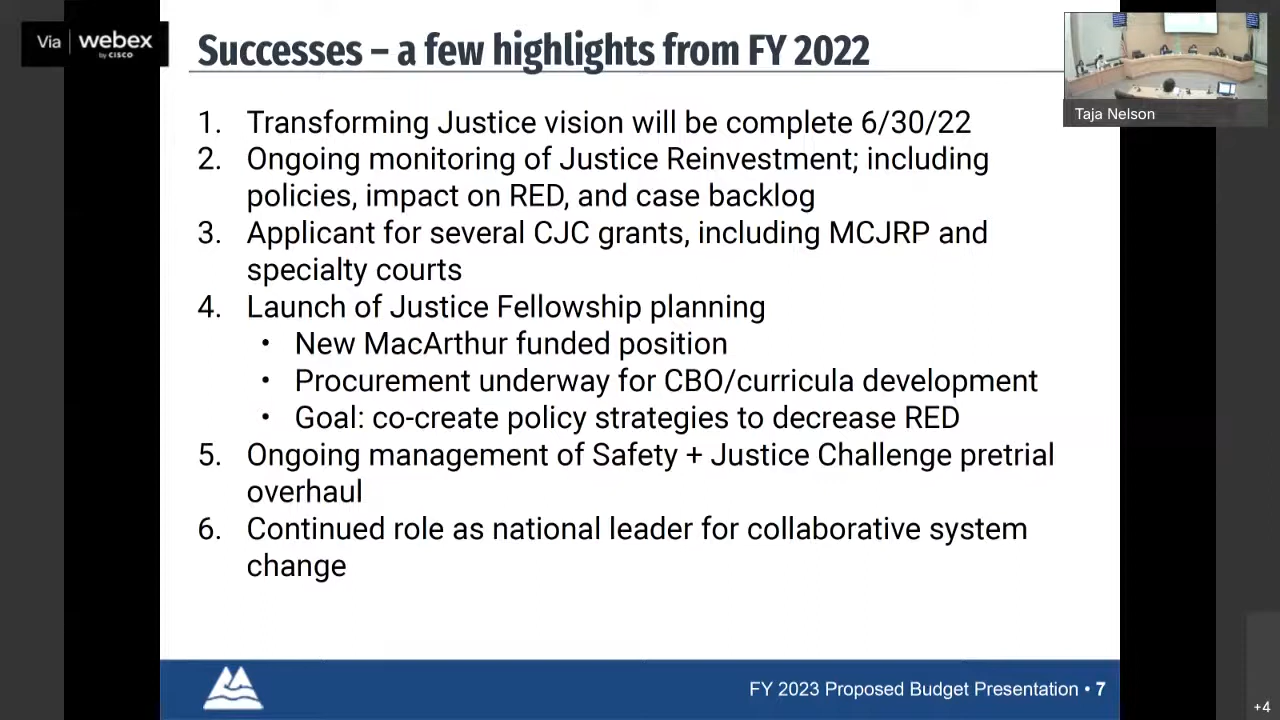 Via webex
by CISCO
Successes – a few highlights from FY 2022
Taja Nelson
1. Transforming Justice vision will be complete 6/30/22
2. Ongoing monitoring of Justice Reinvestment; including
policies, impact on RED, and case backlog
3. Applicant for several CJC grants, including MCJRP and
specialty courts
4. Launch of Justice Fellowship planning
• New MacArthur funded position
• Procurement underway for CBO/curricula development
• Goal: co-create policy strategies to decrease RED
5. Ongoing management of Safety + Justice Challenge pretrial
overhaul
6. Continued role as national leader for collaborative system
change
FY 2023 Proposed Budget Presentation • 7
+4